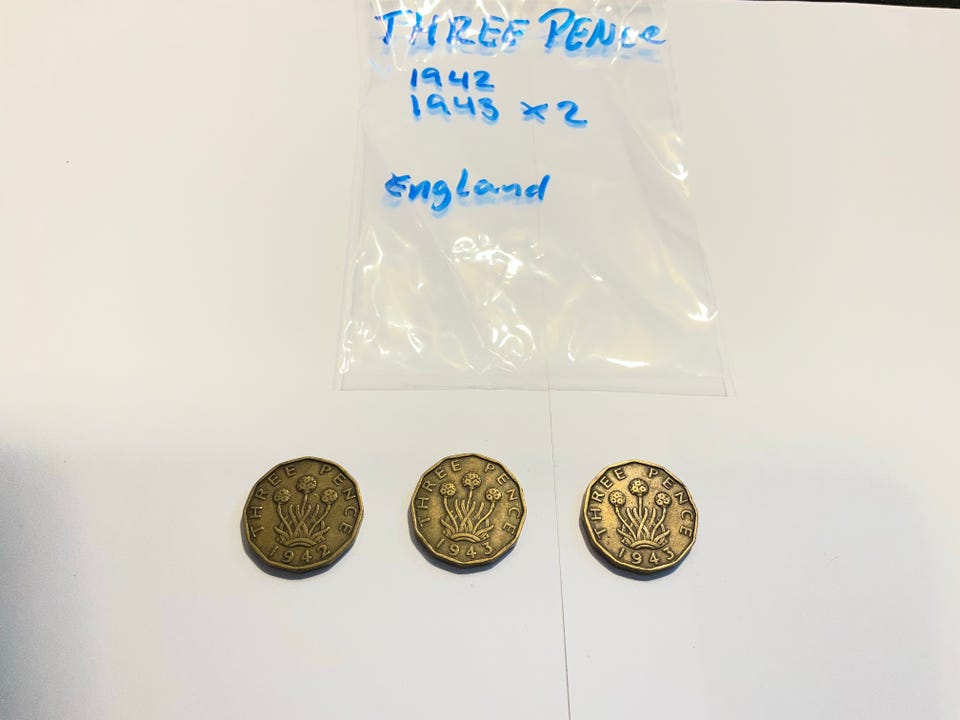 THREE PENCE
1942
1943 x2
England
THREE PENCE
1942
THREE PENCE
1943
THREE PENCE
1943